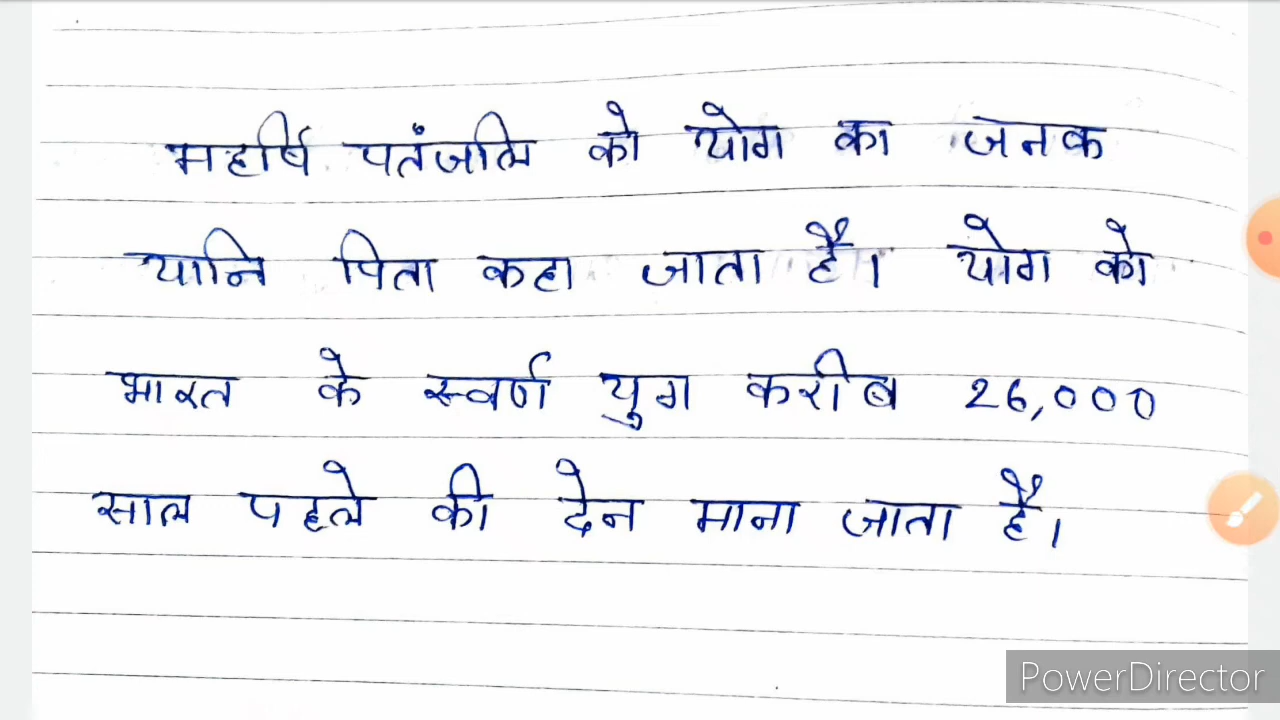 महर्षि पतंजलि को योग का जनक
यानि पिता कहा जाता है। योग को
भारत के स्वर्ण युग करीब 26,000
साल पहले की देन माना जाता है।
PowerDirector